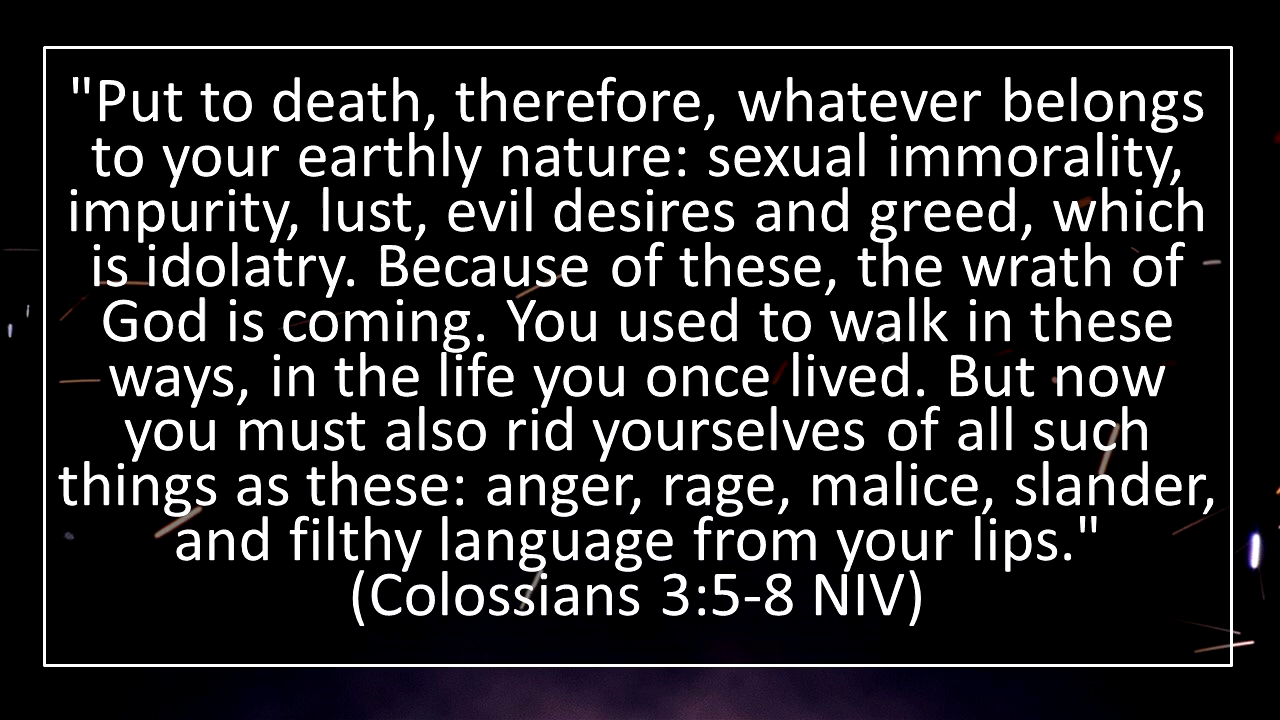 "Put to death, therefore, whatever belongs
to your earthly nature: sexual immorality,
impurity, lust, evil desires and greed, which
is idolatry. Because of these, the wrath of
God is coming. You used to walk in these
ways, in the life you once lived. But now
you must also rid yourselves of all such
things as these: anger, rage, malice, slander,
and filthy language from your lips."
(Colossians 3:5-8 NIV)